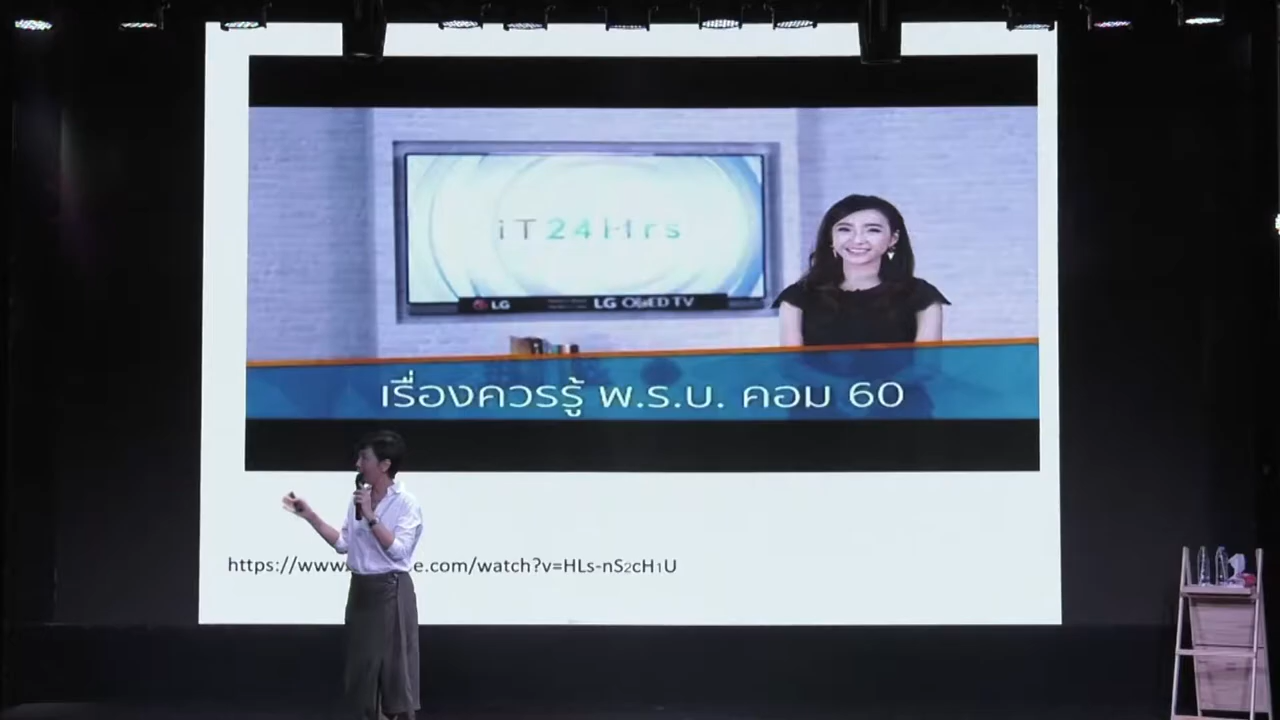 iT24Hrs
LG
LG OLED TV
เรื่องควรรู้ พ.ร.บ. คอม 60
https://www. e.com/watch?v=HLs-nS2cH1U